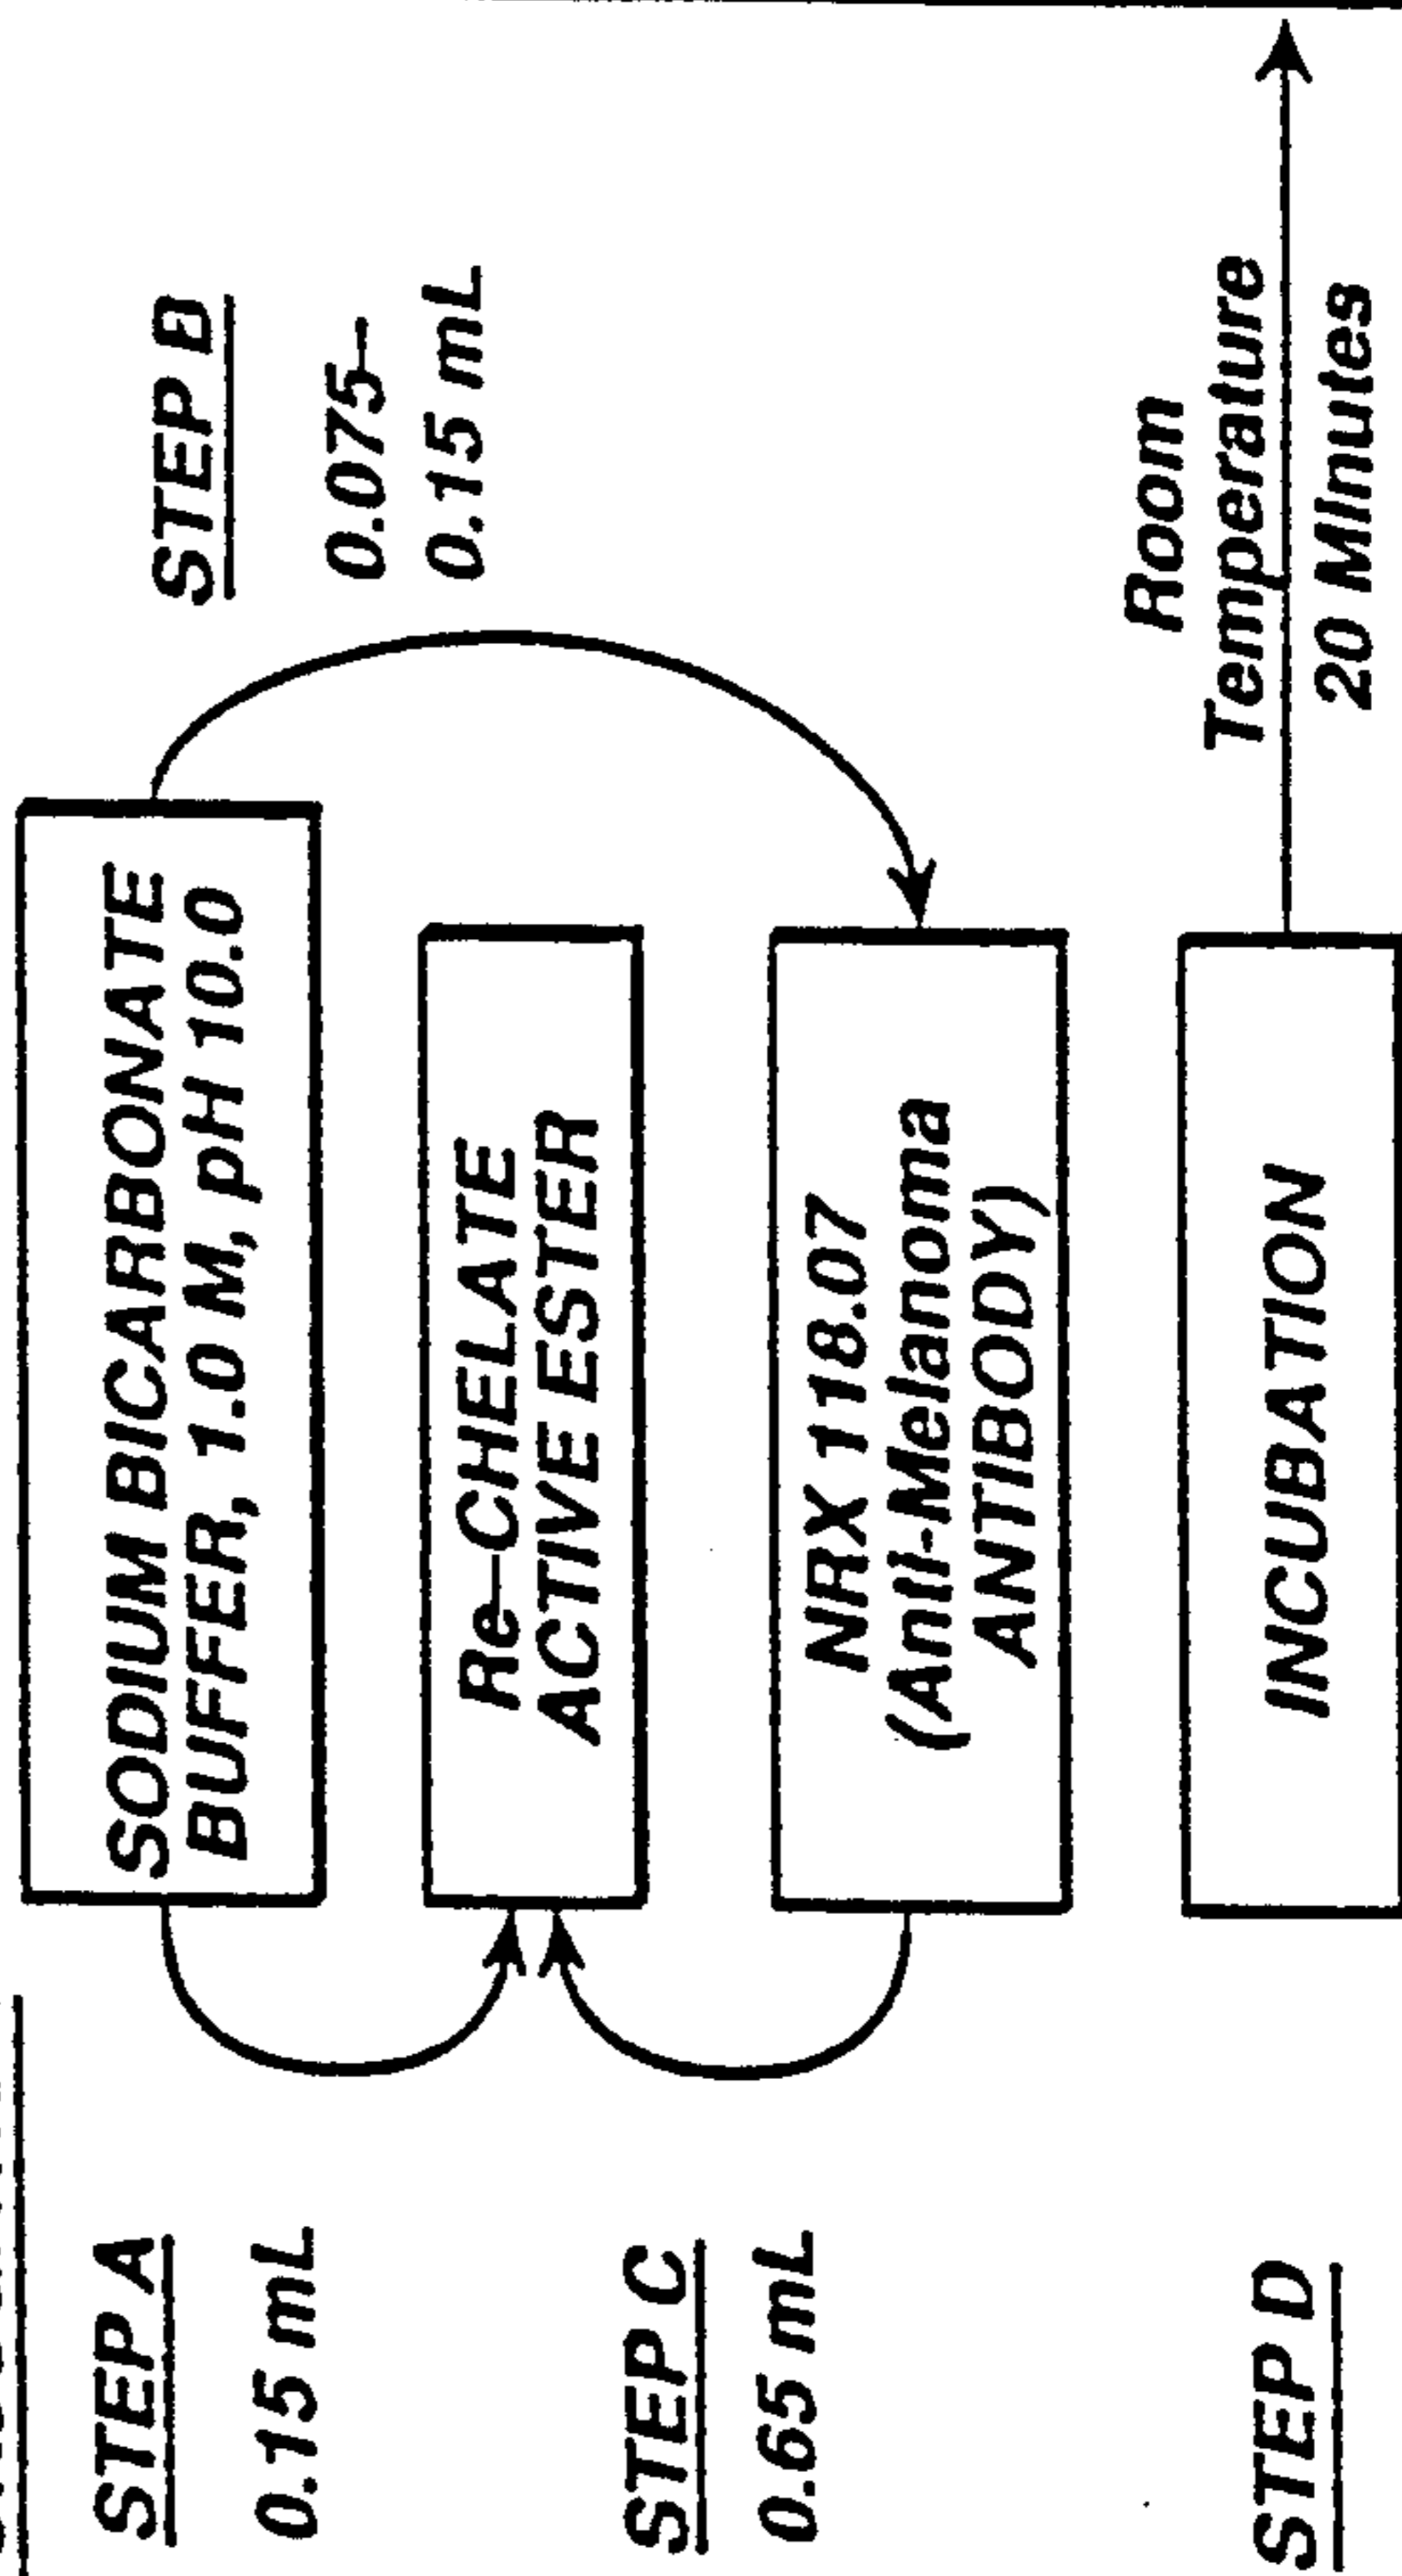 STEP A
0.15 mL
SODIUM BICARBONATE
BUFFER, 1.0 M, pH 10.0
STEP B
0.075–
0.15 mL
Re–CHELATE
ACTIVE ESTER
STEP C
0.65 mL
NRX 118.07
(Anti-Melanoma
ANTIBODY)
STEP D
INCUBATION
Room
Temperature
20 Minutes